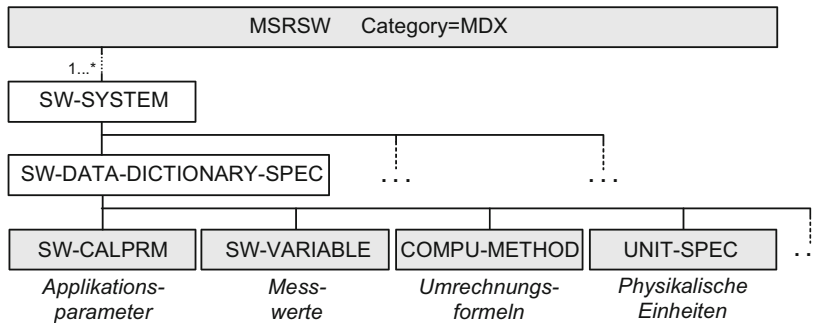 MSRSW Category=MDX
1...*
SW-SYSTEM
SW-DATA-DICTIONARY-SPEC
...
...
SW-CALPRM
SW-VARIABLE
COMPU-METHOD
UNIT-SPEC
..
Applikations-
parameter
Mess-
werte
Umrechnungs-
formeln
Physikalische
Einheiten